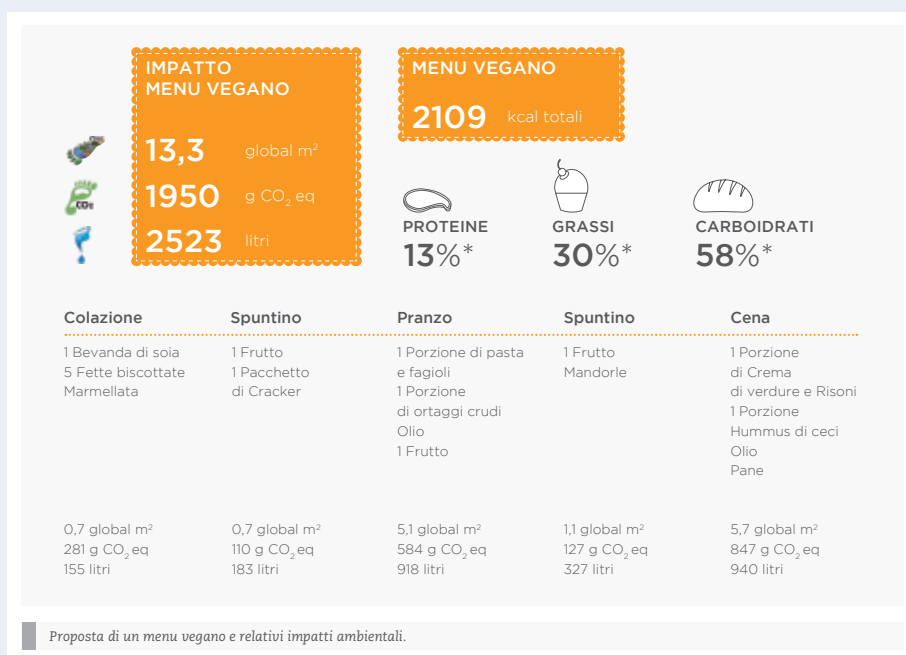 IMPATTO
MENU VEGANO
13,3 global m²
1950 g CO₂ eq
2523 litri
CO₂
MENU VEGANO
2109 kcal totali
PROTEINE
13%*
GRASSI
30%*
CARBOIDRATI
58%*
Colazione
1 Bevanda di soia
5 Fette biscottate
Marmellata
0,7 global m²
281 g CO₂ eq
155 litri
Spuntino
1 Frutto
1 Pacchetto
di Cracker
0,7 global m²
110 g CO₂ eq
183 litri
Pranzo
1 Porzione di pasta
e fagioli
1 Porzione
di ortaggi crudi
Olio
1 Frutto
5,1 global m²
584 g CO₂ eq
918 litri
Spuntino
1 Frutto
Mandorle
1,1 global m²
127 g CO₂ eq
327 litri
Cena
1 Porzione
di Crema
di verdure e Risoni
1 Porzione
Hummus di ceci
Olio
Pane
5,7 global m²
847 g CO₂ eq
940 litri
Proposta di un menu vegano e relativi impatti ambientali.